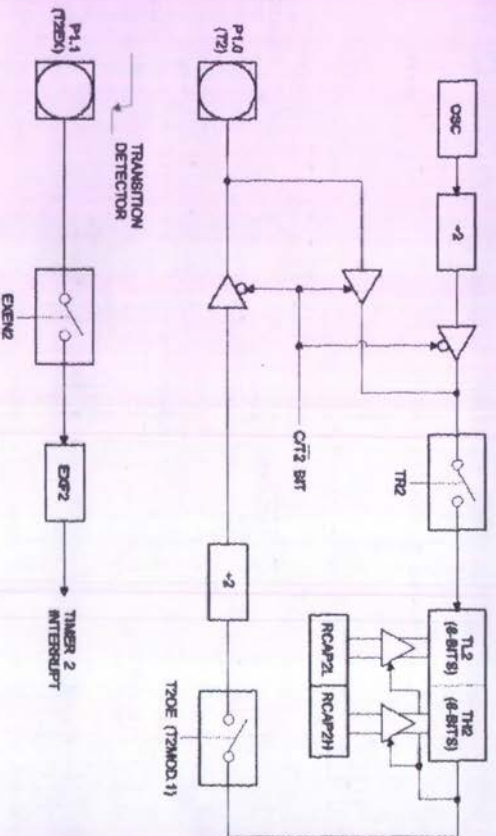 OSC
÷2
TR2
TL2
(8-BITS)
TH2
(8-BITS)
RCAP2L
RCAP2H
C/T̅2̅ BIT
P1.0
(T2)
÷2
T2OE (T2MOD.1)
TRANSITION
DETECTOR
P1.1
(T2EX)
EXF2
TIMER 2
INTERRUPT
EXEN2